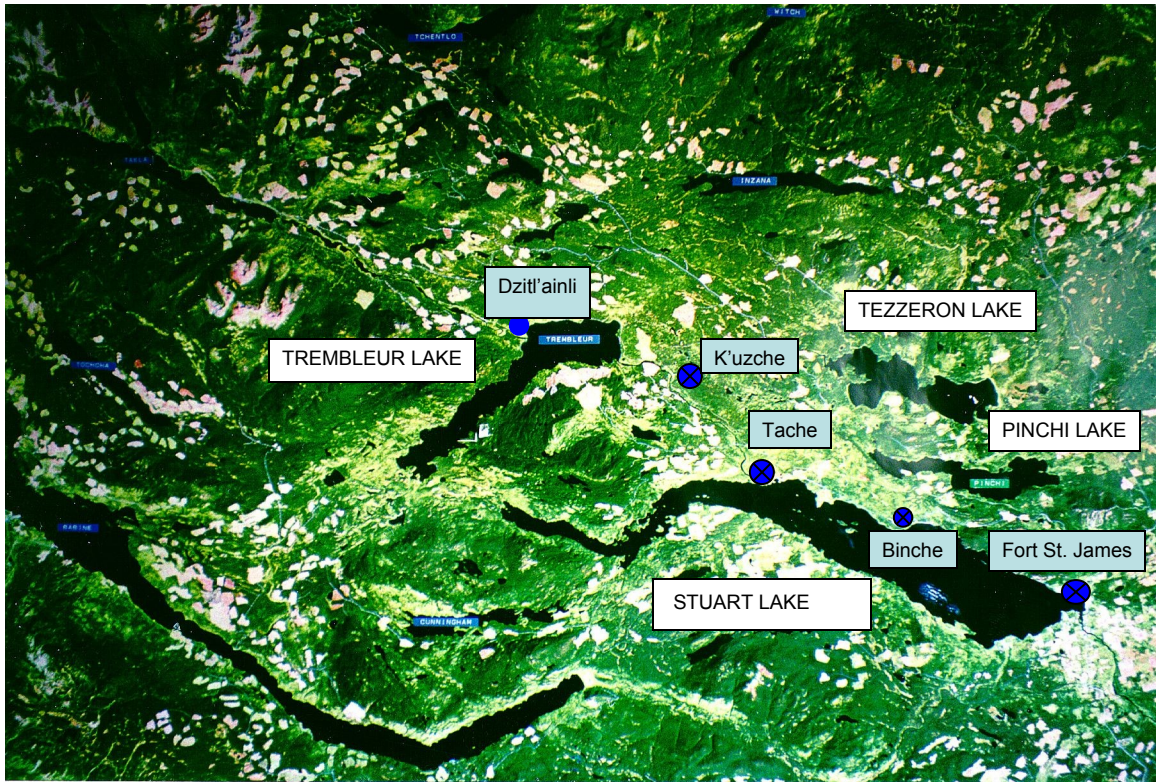 WITCH
TCHENTLO
TAKLA
INZANA
Dzitl'ainli
TEZZERON LAKE
TREMBLEUR
TREMBLEUR LAKE
K'uzche
TOCHCHA
Tache
PINCHI LAKE
PINCHI
BABINE
Binche
Fort St. James
STUART LAKE
CUNNINGHAM